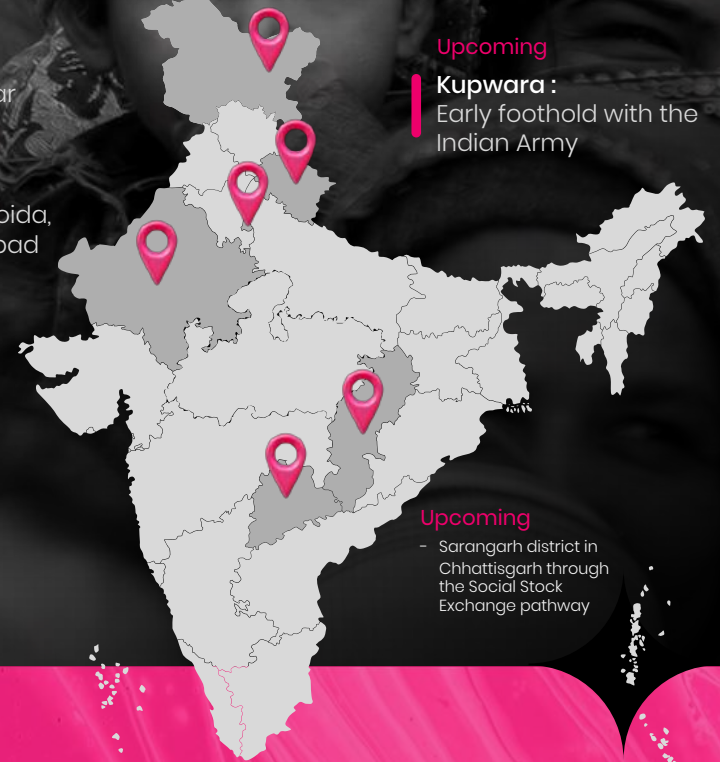 Upcoming
Kupwara :
Early foothold with the
Indian Army
Upcoming
- Sarangarh district in
Chhattisgarh through
the Social Stock
Exchange pathway